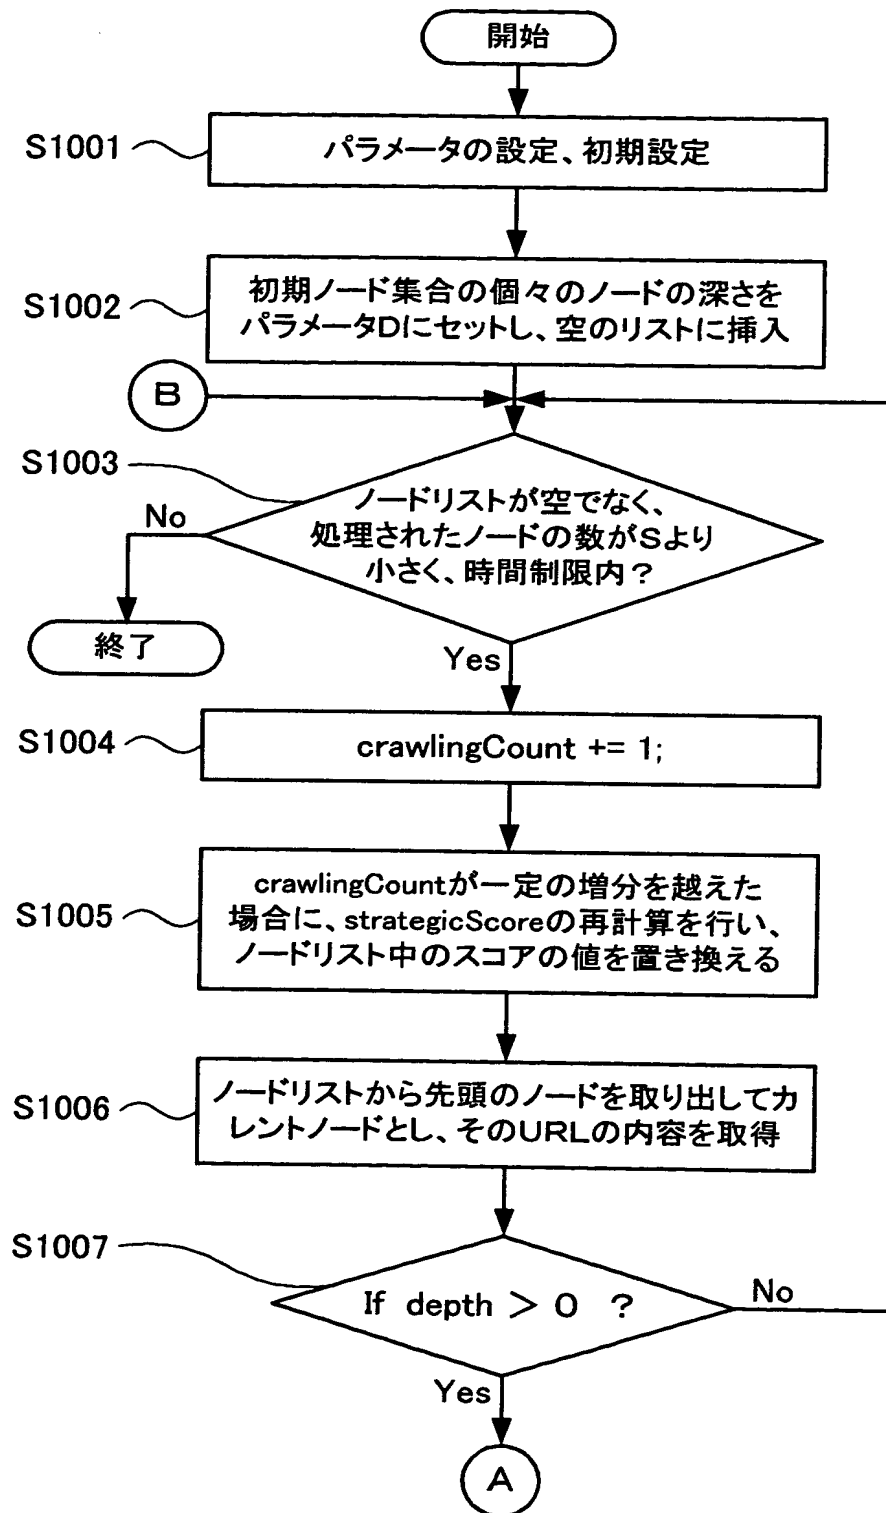 開始
S1001
パラメータの設定、初期設定
S1002
初期ノード集合の個々のノードの深さを
パラメータDにセットし、空のリストに挿入
B
S1003
ノードリストが空でなく、
処理されたノードの数がSより
小さく、時間制限内？
No
終了
Yes
S1004
crawlingCount += 1;
S1005
crawlingCountが一定の増分を越えた
場合に、strategicScoreの再計算を行い、
ノードリスト中のスコアの値を置き換える
S1006
ノードリストから先頭のノードを取り出してカ
レントノードとし、そのURLの内容を取得
S1007
If depth > 0 ?
No
Yes
A